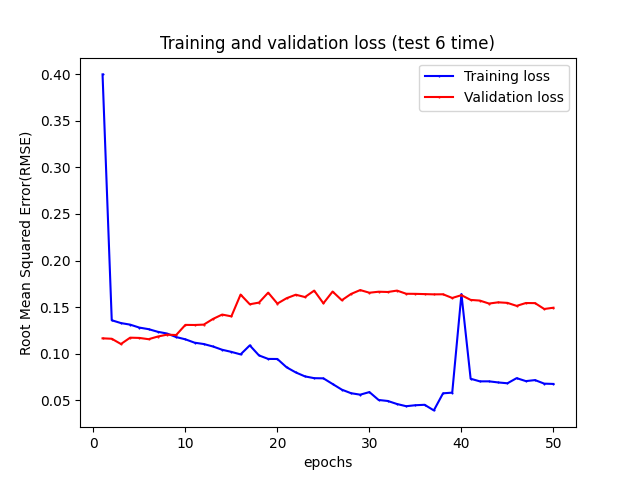 Training and validation loss (test 6 time)
Training loss
Validation loss
Root Mean Squared Error(RMSE)
0.40
0.35
0.30
0.25
0.20
0.15
0.10
0.05
0 10 20 30 40 50
epochs